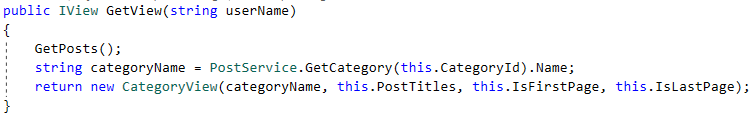 public IView GetView(string userName)
{
GetPosts();
string categoryName = PostService.GetCategory(this.CategoryId).Name;
return new CategoryView(categoryName, this.PostTitles, this.IsFirstPage, this.IsLastPage);
}